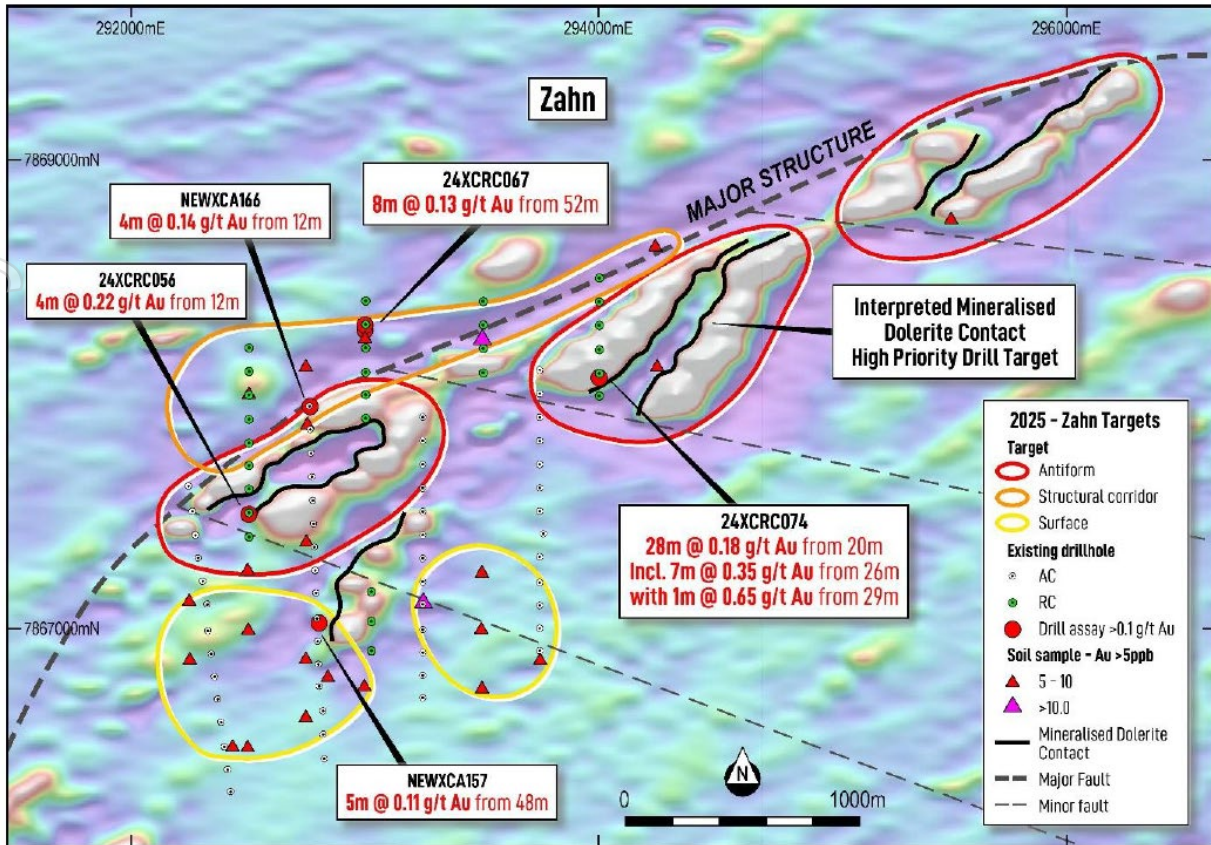 292000mE
294000mE
296000mE
Zahn
7869000mN
MAJOR STRUCTURE
24XCRC067
8m @ 0.13 g/t Au from 52m
NEWXCA166
4m @ 0.14 g/t Au from 12m
24XCRC056
4m @ 0.22 g/t Au from 12m
Interpreted Mineralised
Dolerite Contact
High Priority Drill Target
24XCRC074
28m @ 0.18 g/t Au from 20m
Incl. 7m @ 0.35 g/t Au from 26m
with 1m @ 0.65 g/t Au from 29m
7867000mN
NEWXCA157
5m @ 0.11 g/t Au from 48m
N
0
1000m
2025 - Zahn Targets
Target
Antiform
Structural corridor
Surface
Existing drillhole
AC
RC
Drill assay >0.1 g/t Au
Soil sample - Au >5ppb
5 - 10
>10.0
Mineralised Dolerite
Contact
Major Fault
Minor fault